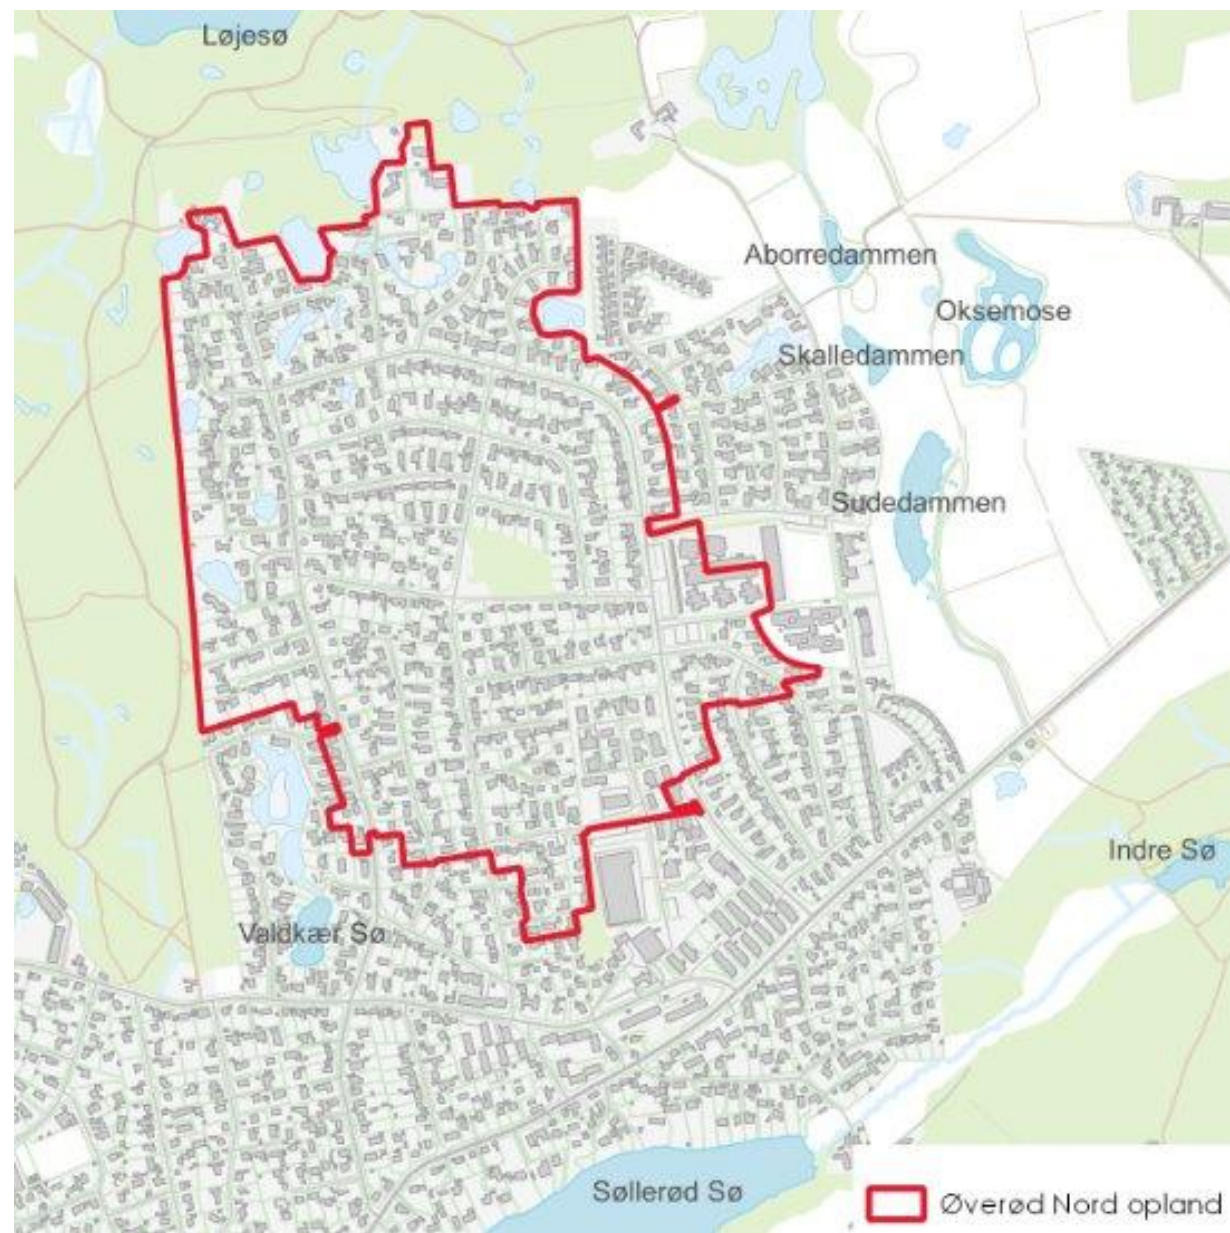 Løjesø
Aborredammen
Oksemose
Skalledammen
Sudedammen
Indre Sø
Valdkær Sø
Søllerød Sø
Øverød Nord opland